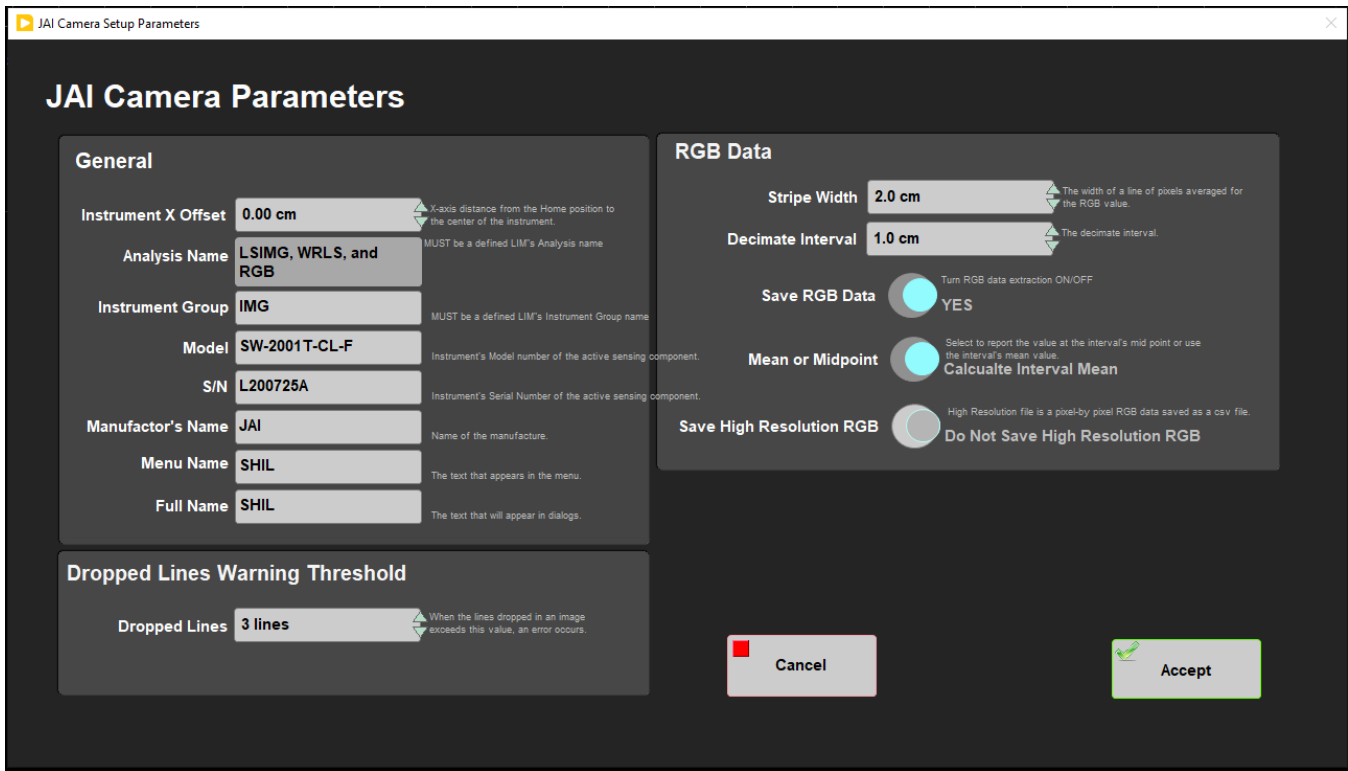 JAI Camera Setup Parameters
JAI Camera Parameters
General
Instrument X Offset 0.00 cm
X-axis distance from the Home position to
the center of the instrument.
Analysis Name LSIMG, WRLS, and
RGB
MUST be a defined LIM"s Analysis name
Instrument Group IMG
MUST be a defined LIM"s Instrument Group name
Model SW-2001T-CL-F
Instrument's Model number of the active sensing component.
S/N L200725A
Instrument's Serial Number of the active sensing component.
Manufactor's Name JAI
Name of the manufacture.
Menu Name SHIL
The text that appears in the menu.
Full Name SHIL
The text that will appear in dialogs.
Dropped Lines Warning Threshold
Dropped Lines 3 lines
When the lines dropped in an image
exceeds this value, an error occurs.
RGB Data
Stripe Width 2.0 cm
The width of a line of pixels averaged for
the RGB value.
Decimate Interval 1.0 cm
The decimate interval.
Save RGB Data
Turn RGB data extraction ON/OFF
YES
Mean or Midpoint
Select to report the value at the interval's mid point or use
the interval's mean value.
Calcualte Interval Mean
Save High Resolution RGB
High Resolution file is a pixel-by pixel RGB data saved as a csv file.
Do Not Save High Resolution RGB
Cancel
Accept